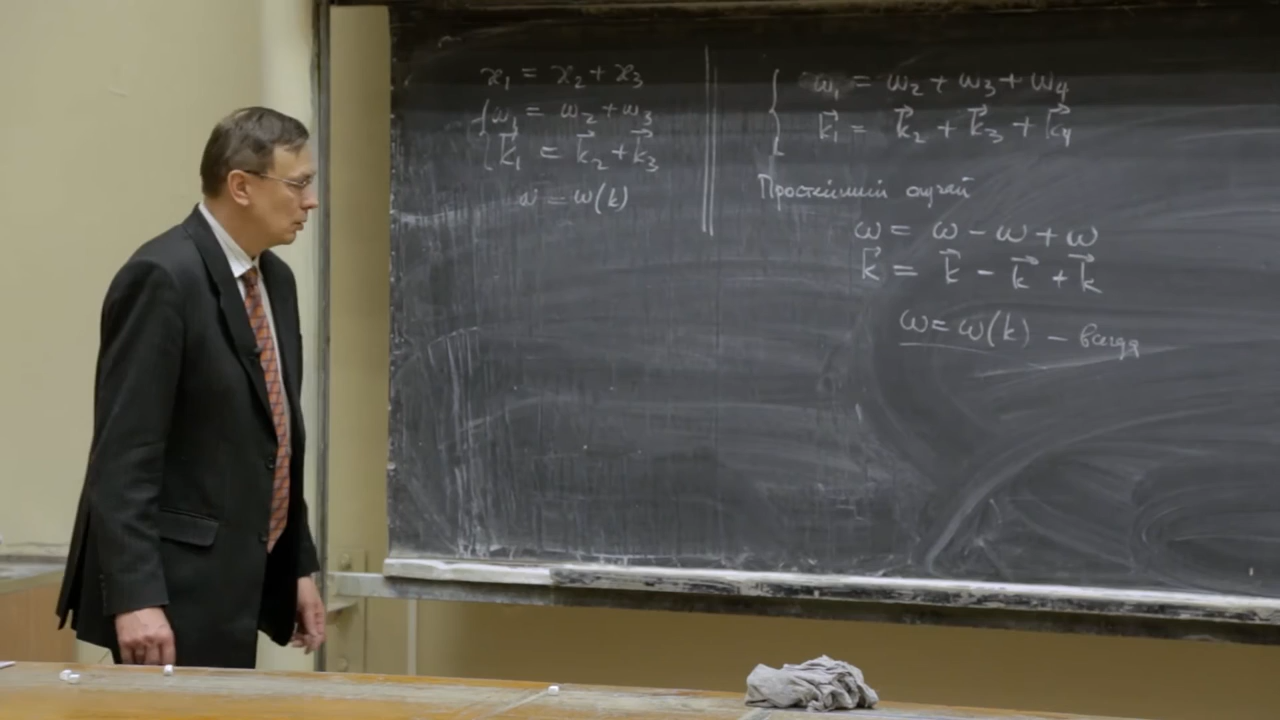 x₁ = x₂ + x₃
ω₁ = ω₂ + ω₃
k⃗₁ = k⃗₂ + k⃗₃
ω = ω(k)
ω₁ = ω₂ + ω₃ + ω₄
k⃗₁ = k⃗₂ + k⃗₃ + k⃗₄
Простейший случай
ω = ω − ω + ω
k⃗ = k⃗ − k⃗ + k⃗
ω = ω(k) − всегда